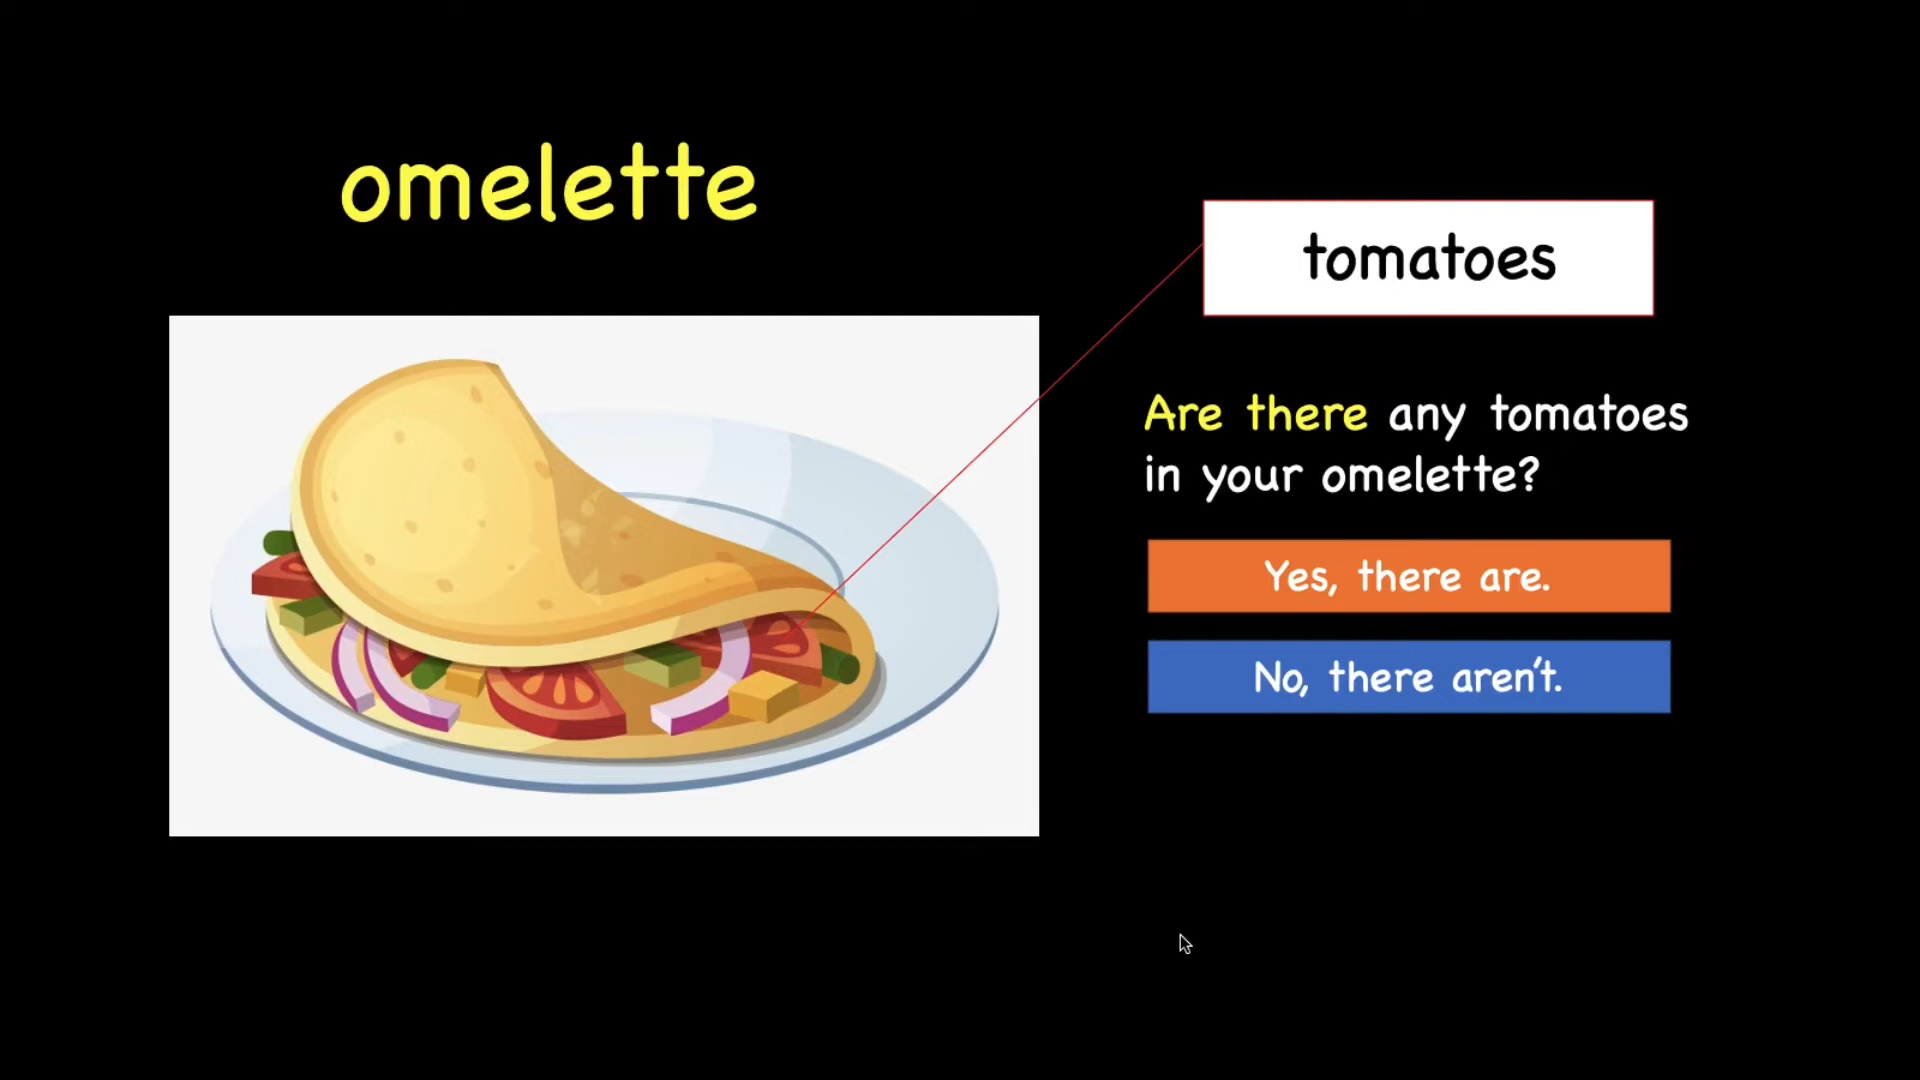 omelette
tomatoes
Are there any tomatoes
in your omelette?
Yes, there are.
No, there aren't.